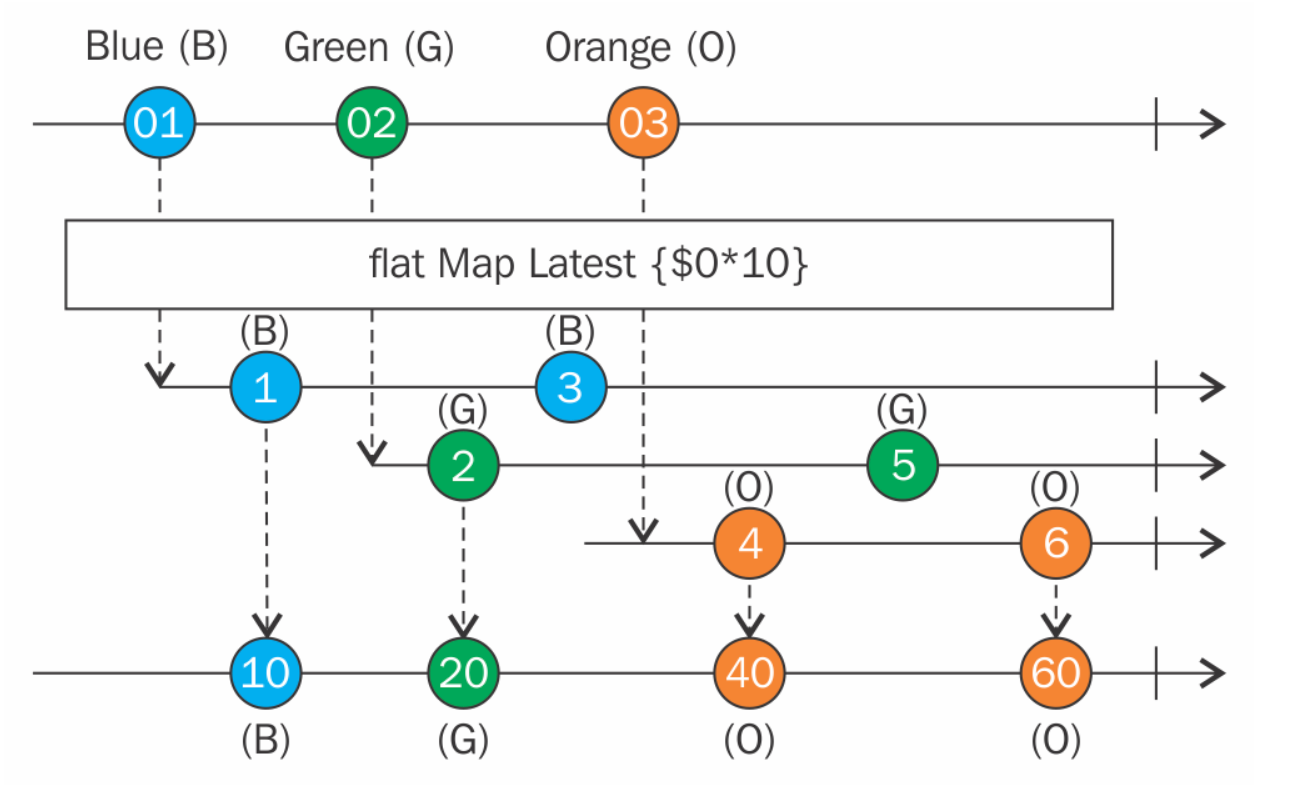 Blue (B) Green (G) Orange (O)
01 02 03
flat Map Latest {$0*10}
(B) (B)
1 3
(G) (G)
2 5
(O) (O)
4 6
10 20 40 60
(B) (G) (O) (O)